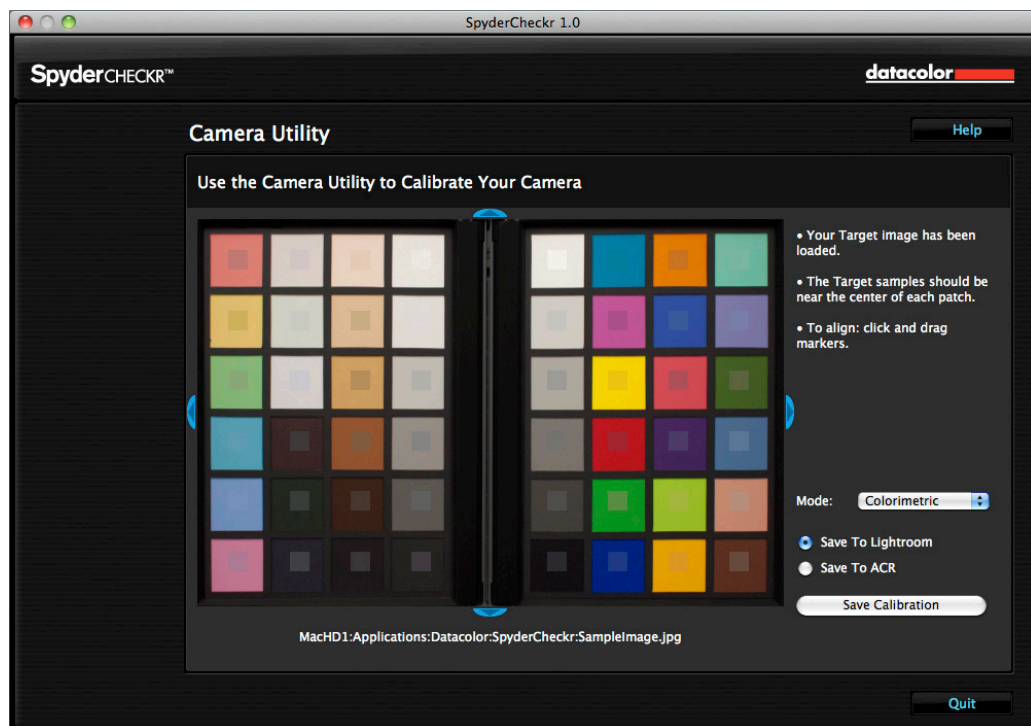 SpyderCheckr 1.0
SpyderCHECKR™
datacolor
Camera Utility
Help
Use the Camera Utility to Calibrate Your Camera
• Your Target image has been
loaded.
• The Target samples should be
near the center of each patch.
• To align: click and drag
markers.
Mode: Colorimetric
Save To Lightroom
Save To ACR
Save Calibration
MacHD1:Applications:Datacolor:SpyderCheckr:SampleImage.jpg
Quit